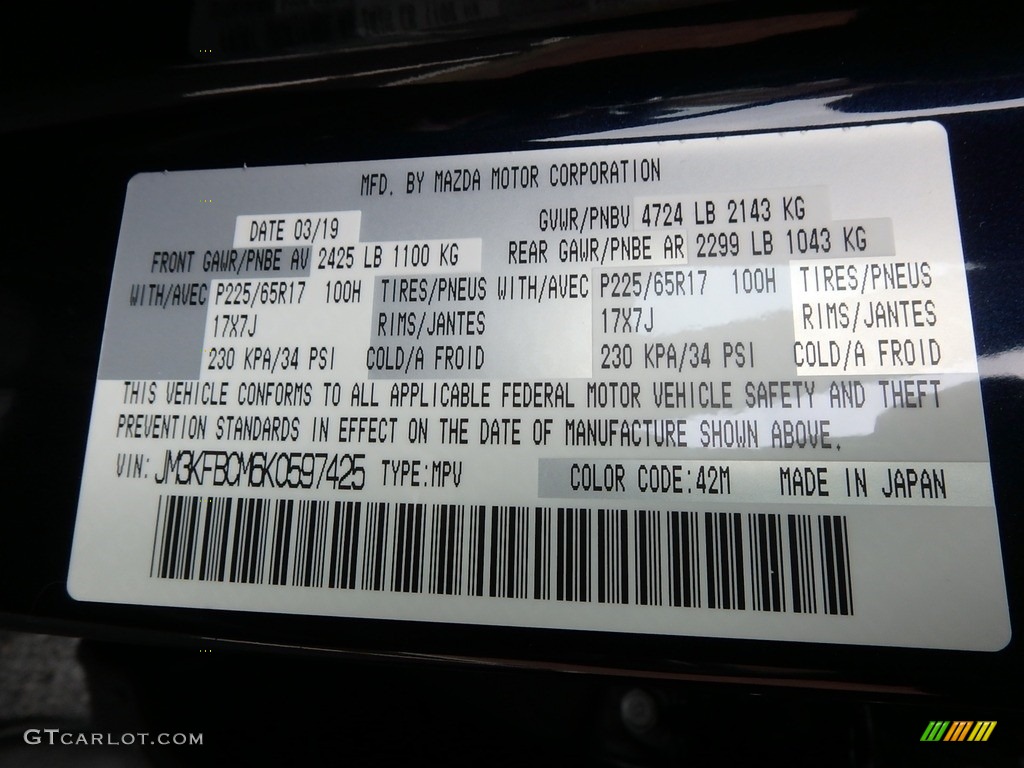 MFD. BY MAZDA MOTOR CORPORATION
DATE 03/19 GVWR/PNBV 4724 LB 2143 KG
FRONT GAWR/PNBE AV 2425 LB 1100 KG REAR GAWR/PNBE AR 2299 LB 1043 KG
WITH/AVEC P225/65R17 100H TIRES/PNEUS WITH/AVEC P225/65R17 100H TIRES/PNEUS
17X7J RIMS/JANTES 17X7J RIMS/JANTES
230 KPA/34 PSI COLD/A FROID 230 KPA/34 PSI COLD/A FROID
THIS VEHICLE CONFORMS TO ALL APPLICABLE FEDERAL MOTOR VEHICLE SAFETY AND THEFT
PREVENTION STANDARDS IN EFFECT ON THE DATE OF MANUFACTURE SHOWN ABOVE.
VIN: JM3KFBCM6K0597425 TYPE:MPV COLOR CODE:42M MADE IN JAPAN
GTCARLOT.COM